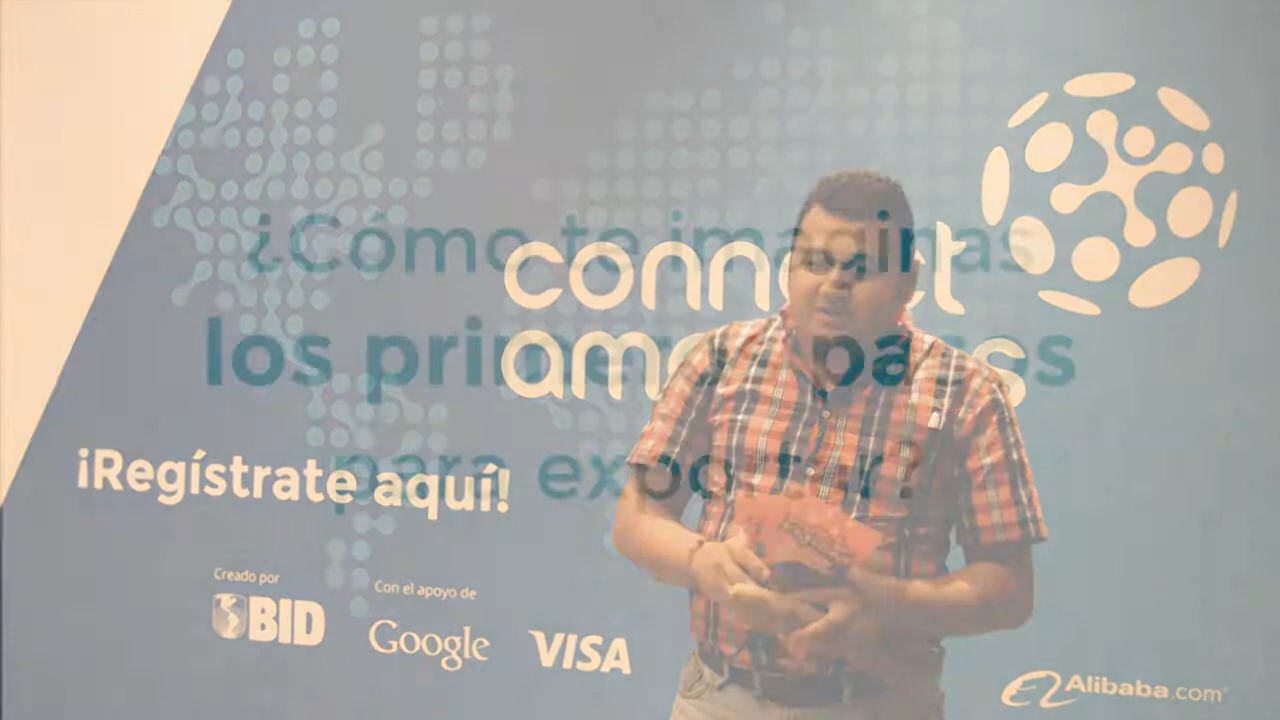 ¿Cómo te imaginas
los primeros pasos
para exportar?
connect
americas
¡Regístrate aquí!
Creado por
BID
Con el apoyo de
Google
VISA
Alibaba.com